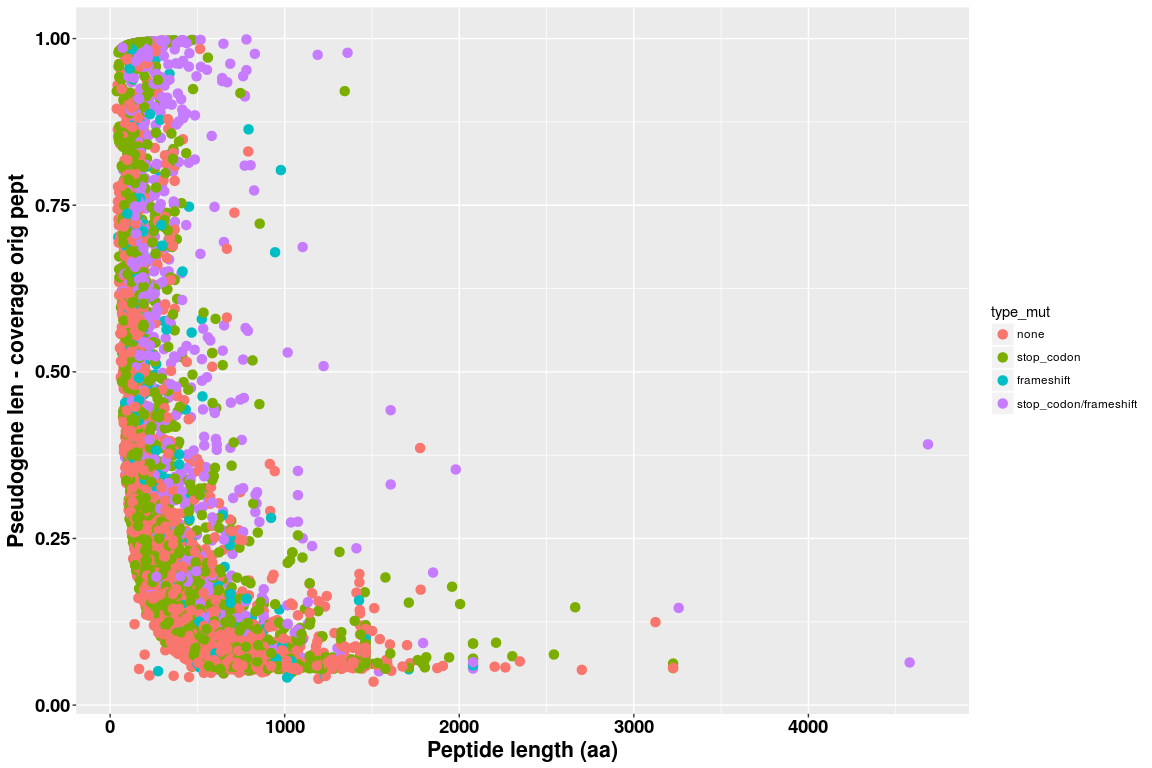 1.00
0.75
0.50
0.25
0.00
Pseudogene len - coverage orig pept
0
1000
2000
3000
4000
Peptide length (aa)
type_mut
none
stop_codon
frameshift
stop_codon/frameshift